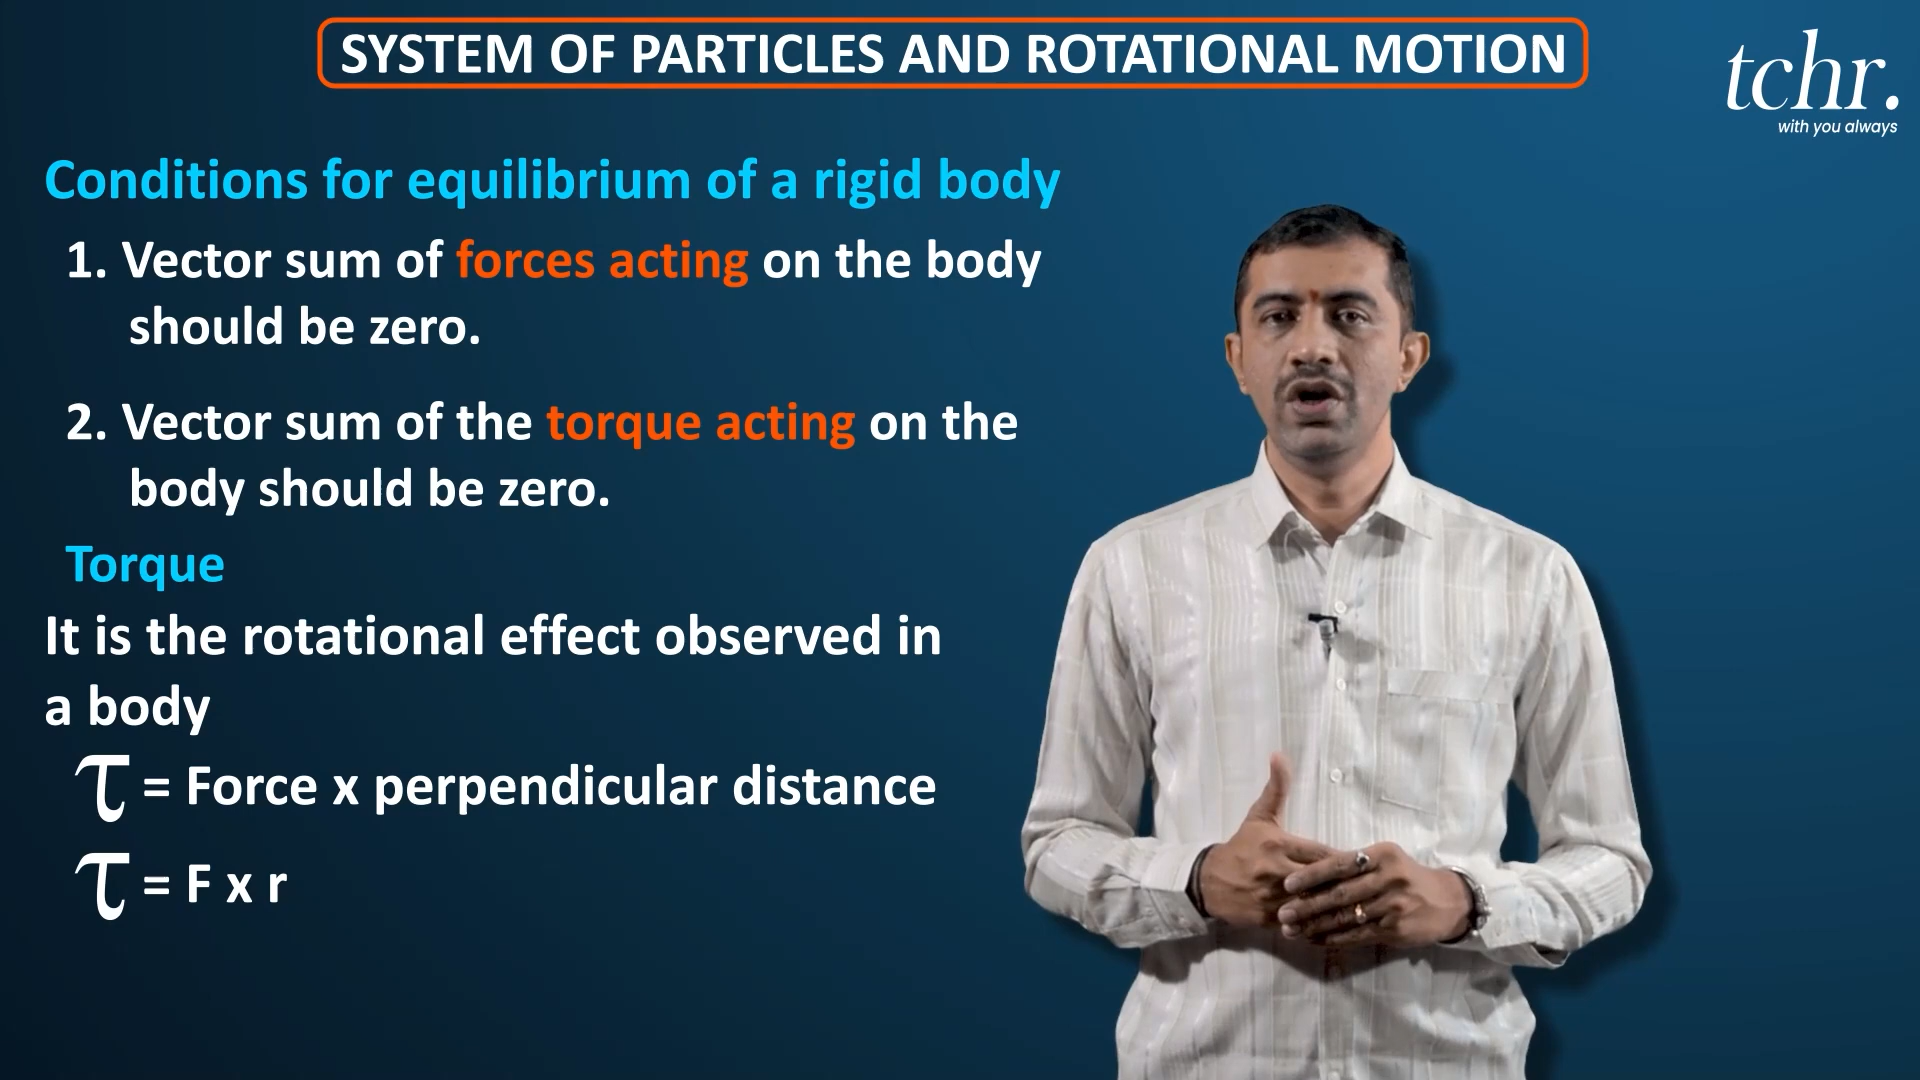 SYSTEM OF PARTICLES AND ROTATIONAL MOTION
tchr.
with you always
Conditions for equilibrium of a rigid body
1. Vector sum of forces acting on the body
should be zero.
2. Vector sum of the torque acting on the
body should be zero.
Torque
It is the rotational effect observed in
a body
τ = Force x perpendicular distance
τ = F x r